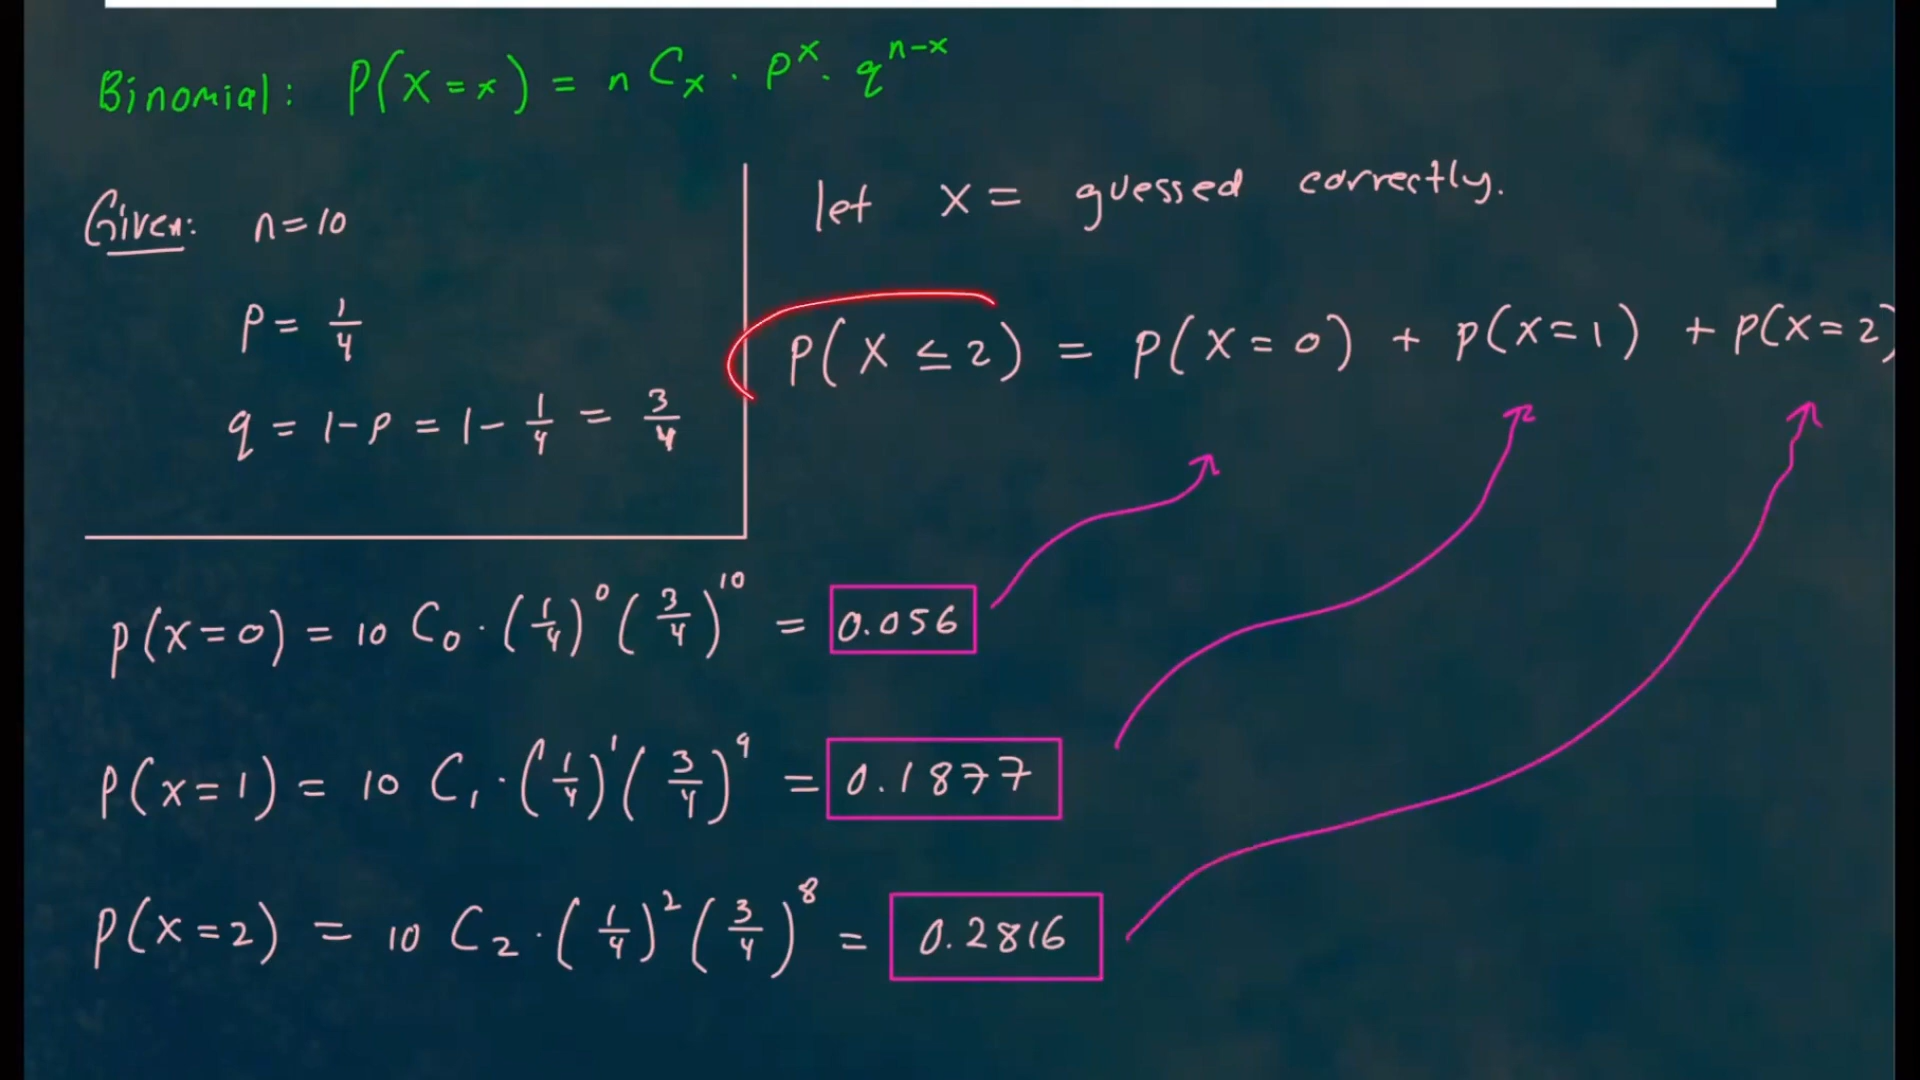 Binomial: P(X=x) = n Cx · p^x · q^n-x
Given: n=10
p = 1/4
q = 1-p = 1 - 1/4 = 3/4
let x = guessed correctly.
P(X ≤ 2) = P(X=0) + P(X=1) + P(X=2)
P(X=0) = 10 C0 · (1/4)^0 (3/4)^10 = 0.056
P(X=1) = 10 C1 · (1/4)^1 (3/4)^9 = 0.1877
P(X=2) = 10 C2 · (1/4)^2 (3/4)^8 = 0.2816